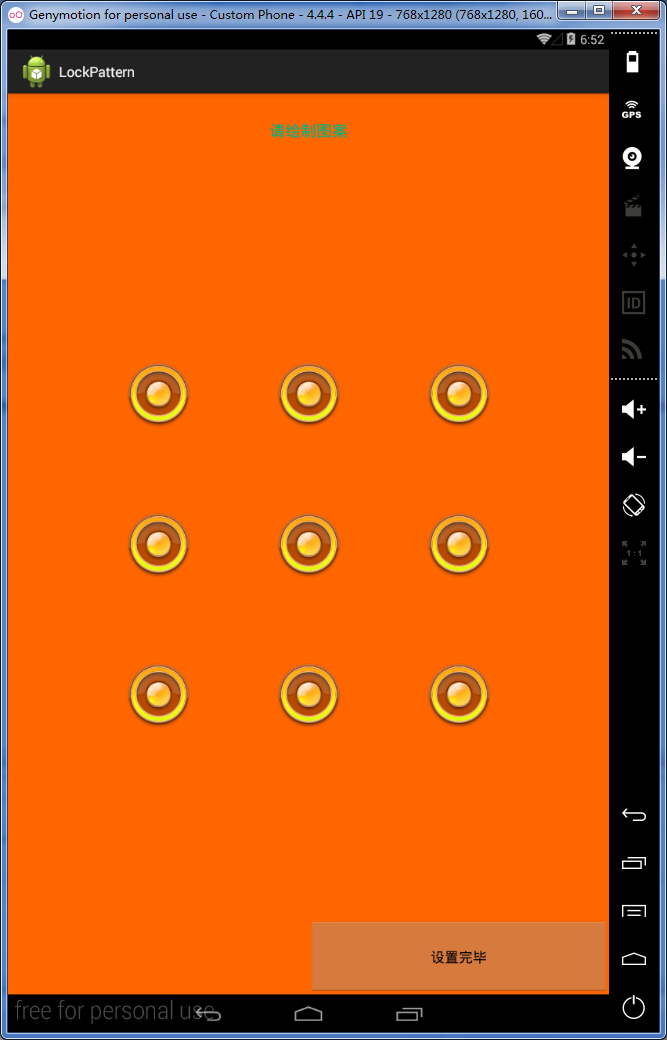 Genymotion for personal use - Custom Phone - 4.4.4 - API 19 - 768x1280 (768x1280, 160...
6:52
LockPattern
请绘制图案
GPS
ID
1:1
设置完毕
free for personal use